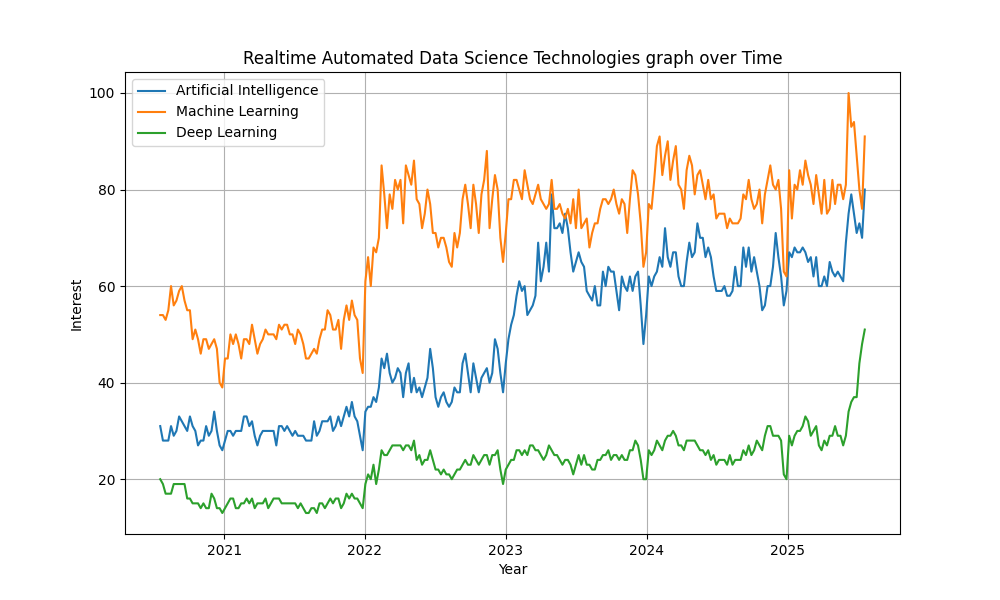 Realtime Automated Data Science Technologies graph over Time
Artificial Intelligence
Machine Learning
Deep Learning
100
80
60
40
20
Interest
2021 2022 2023 2024 2025
Year